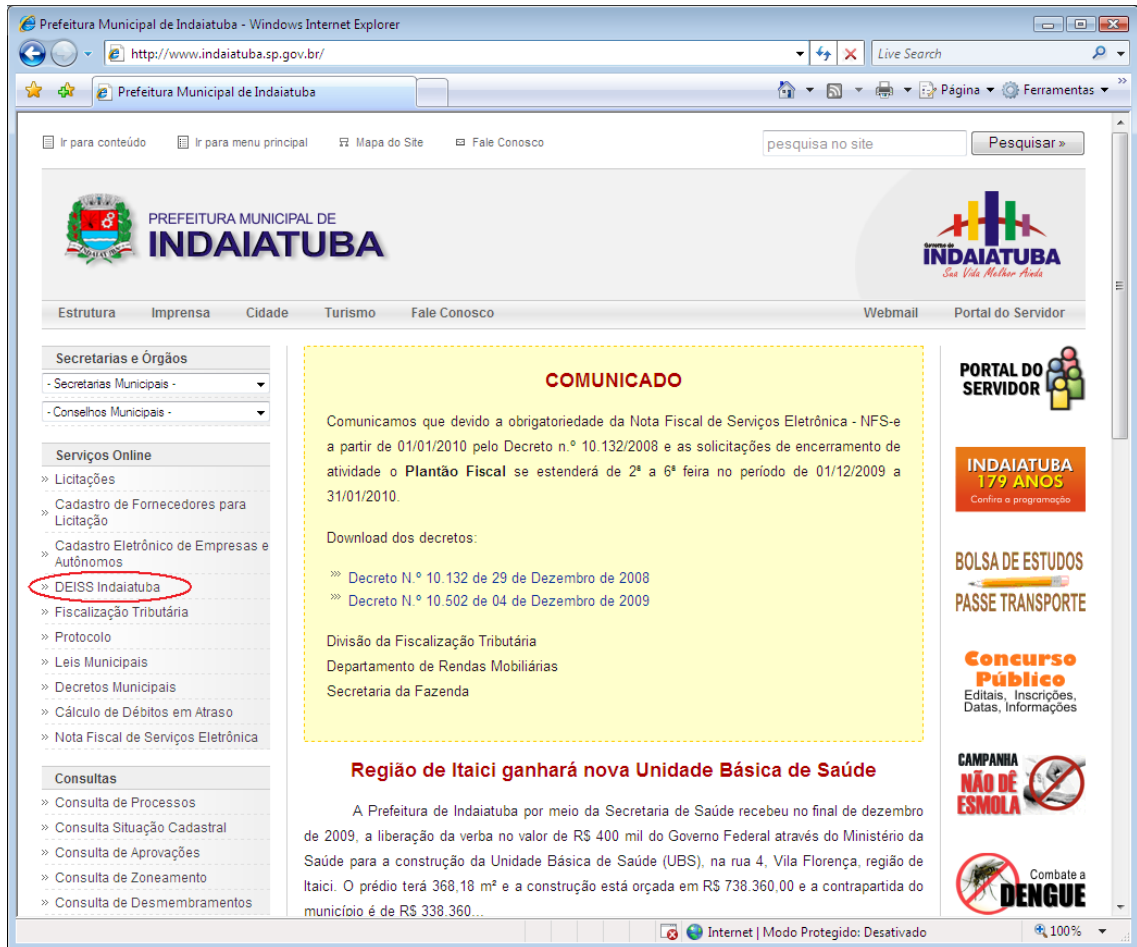 Prefeitura Municipal de Indaiatuba - Windows Internet Explorer
http://www.indaiatuba.sp.gov.br/
Live Search
Prefeitura Municipal de Indaiatuba
Página
Ferramentas
Ir para conteúdo
Ir para menu principal
Mapa do Site
Fale Conosco
pesquisa no site
Pesquisar »
PREFEITURA MUNICIPAL DE
INDAIATUBA
Governo de
INDAIATUBA
Sua Vida Melhor Ainda
Estrutura
Imprensa
Cidade
Turismo
Fale Conosco
Webmail
Portal do Servidor
Secretarias e Órgãos
- Secretarias Municipais -
- Conselhos Municipais -
Serviços Online
» Licitações
» Cadastro de Fornecedores para
Licitação
» Cadastro Eletrônico de Empresas e
Autônomos
» DEISS Indaiatuba
» Fiscalização Tributária
» Protocolo
» Leis Municipais
» Decretos Municipais
» Cálculo de Débitos em Atraso
» Nota Fiscal de Serviços Eletrônica
Consultas
» Consulta de Processos
» Consulta Situação Cadastral
» Consulta de Aprovações
» Consulta de Zoneamento
» Consulta de Desmembramentos
COMUNICADO
Comunicamos que devido a obrigatoriedade da Nota Fiscal de Serviços Eletrônica - NFS-e
a partir de 01/01/2010 pelo Decreto n.º 10.132/2008 e as solicitações de encerramento de
atividade o Plantão Fiscal se estenderá de 2ª a 6ª feira no período de 01/12/2009 a
31/01/2010.
Download dos decretos:
»» Decreto N.º 10.132 de 29 de Dezembro de 2008
»» Decreto N.º 10.502 de 04 de Dezembro de 2009
Divisão da Fiscalização Tributária
Departamento de Rendas Mobiliárias
Secretaria da Fazenda
Região de Itaici ganhará nova Unidade Básica de Saúde
A Prefeitura de Indaiatuba por meio da Secretaria de Saúde recebeu no final de dezembro
de 2009, a liberação da verba no valor de R$ 400 mil do Governo Federal através do Ministério da
Saúde para a construção da Unidade Básica de Saúde (UBS), na rua 4, Vila Florença, região de
Itaici. O prédio terá 368,18 m² e a construção está orçada em R$ 738.360,00 e a contrapartida do
município é de R$ 338.360...
PORTAL DO
SERVIDOR
INDAIATUBA
179 ANOS
Confira a programação
BOLSA DE ESTUDOS
PASSE TRANSPORTE
Concurso
Público
Editais, Inscrições,
Datas, Informações
CAMPANHA
NÃO DÊ
ESMOLA
Combate a
DENGUE
Internet | Modo Protegido: Desativado
100%